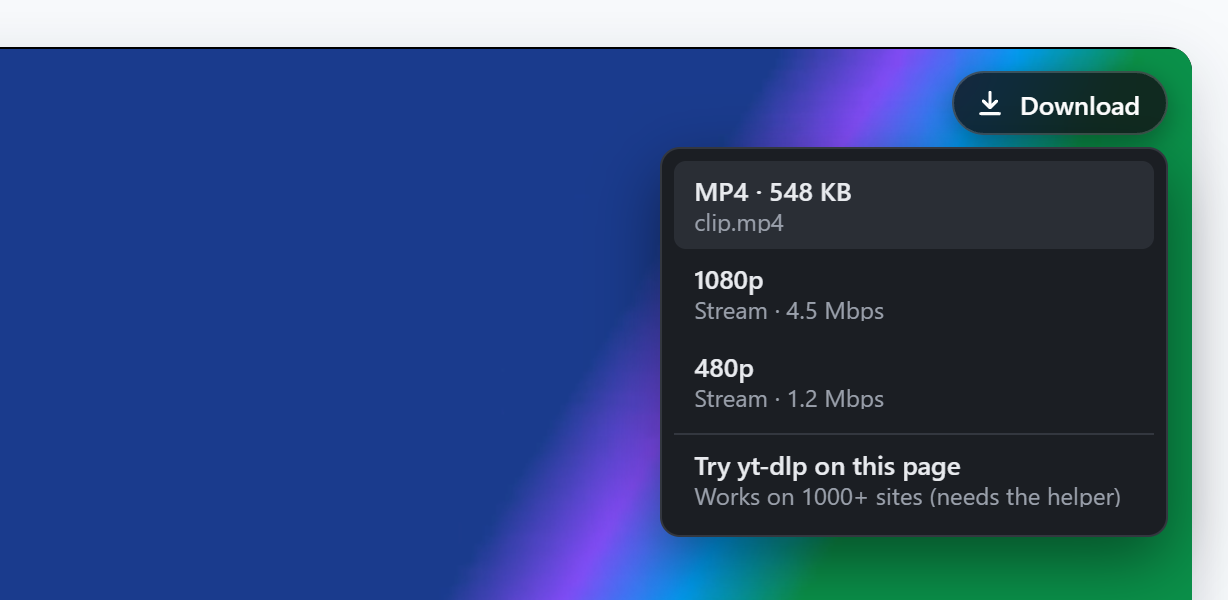 Download
MP4 · 548 KB
clip.mp4
1080p
Stream · 4.5 Mbps
480p
Stream · 1.2 Mbps
Try yt-dlp on this page
Works on 1000+ sites (needs the helper)